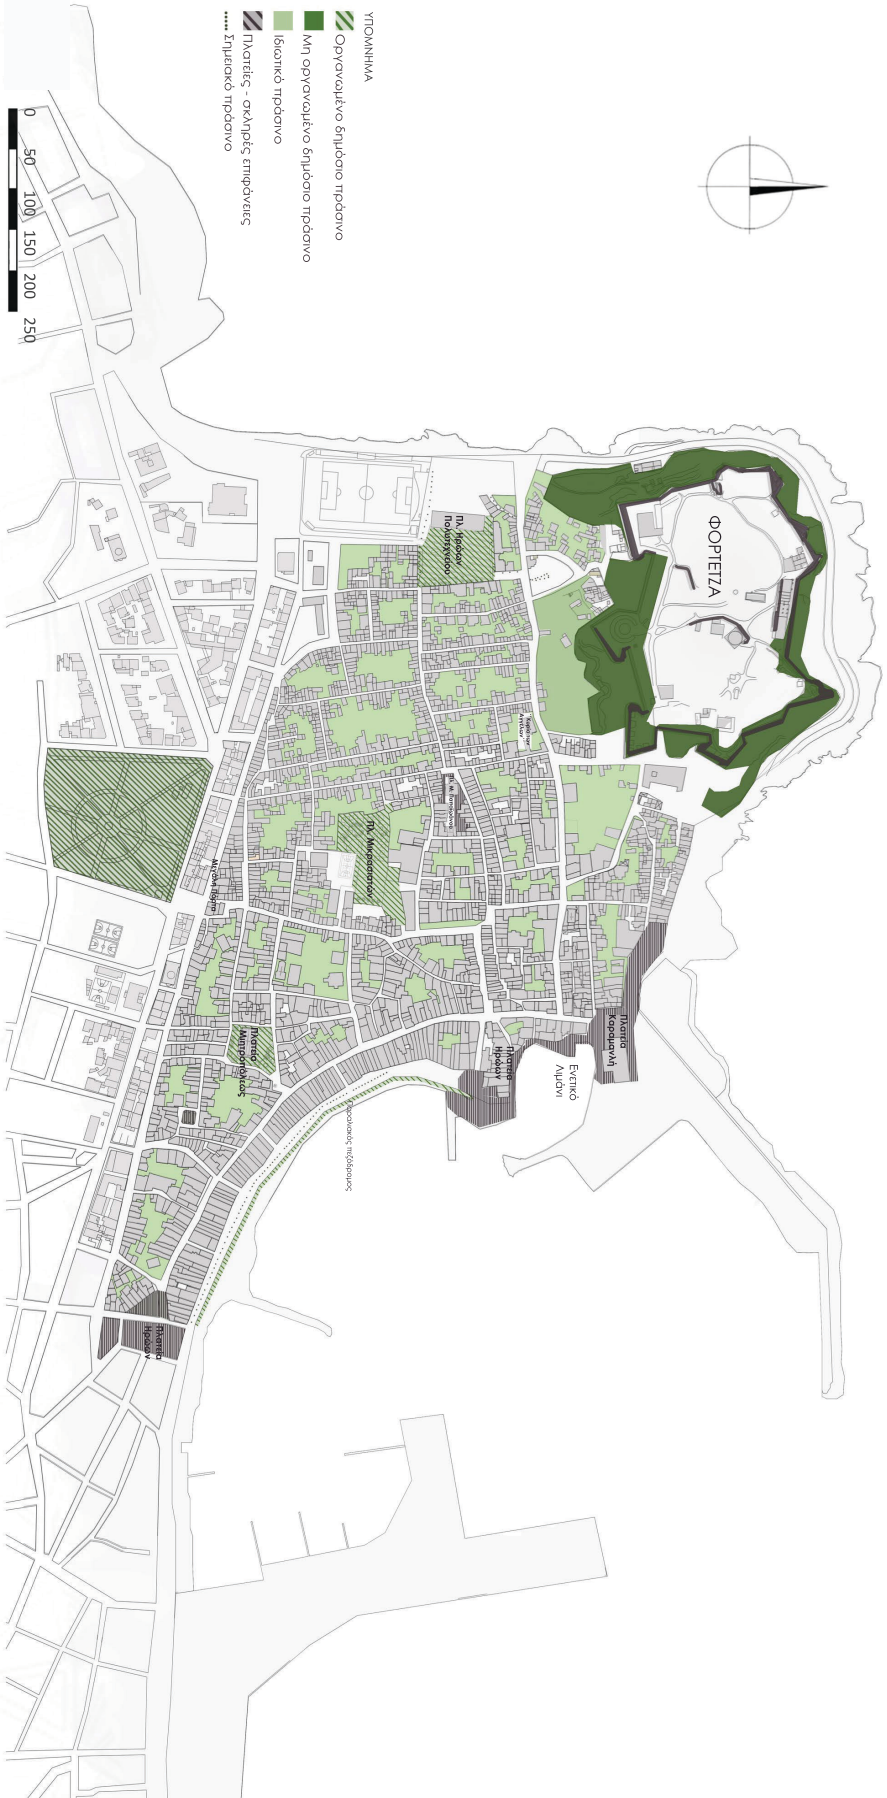 ΥΠΟΜΝΗΜΑ
Οργανωμένο δημόσιο πράσινο
Μη οργανωμένο δημόσιο πράσινο
Ιδιωτικό πράσινο
Πλατείες - σκληρές επιφάνειες
Σημειακό πράσινο
0 50 100 150 200 250
ΦΟΡΤΕΤΖΑ
Πλ. Ηρώων
Πολυτεχνείου
Πλ. Μικρασιατών
Μεγάλη Πόρτα
Πλατεία
Μητροπόλεως
Πλατεία
Καραμανλή
Ενετικό
Λιμάνι
Πλατεία
Ηρώων
Παραλιακός πεζόδρομος
Πλατεία
Ηρώων